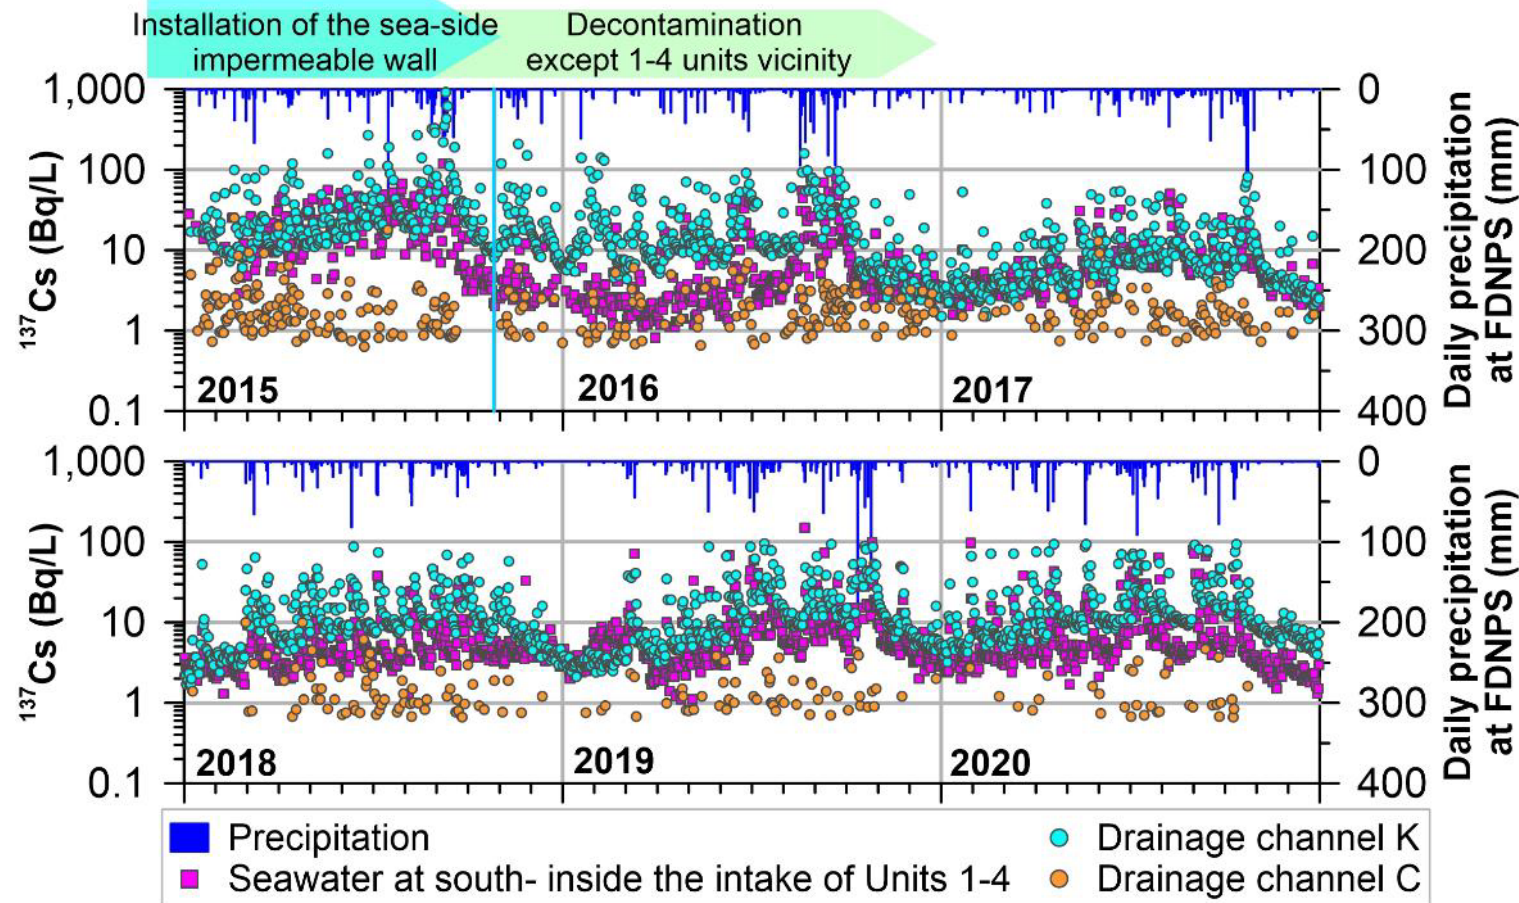 Installation of the sea-side
impermeable wall
Decontamination
except 1-4 units vicinity
1,000
100
10
1
0.1
¹³⁷Cs (Bq/L)
2015
2016
2017
0
100
200
300
400
Daily precipitation
at FDNPS (mm)
1,000
100
10
1
0.1
¹³⁷Cs (Bq/L)
2018
2019
2020
0
100
200
300
400
Daily precipitation
at FDNPS (mm)
Precipitation
Drainage channel K
Seawater at south- inside the intake of Units 1-4
Drainage channel C